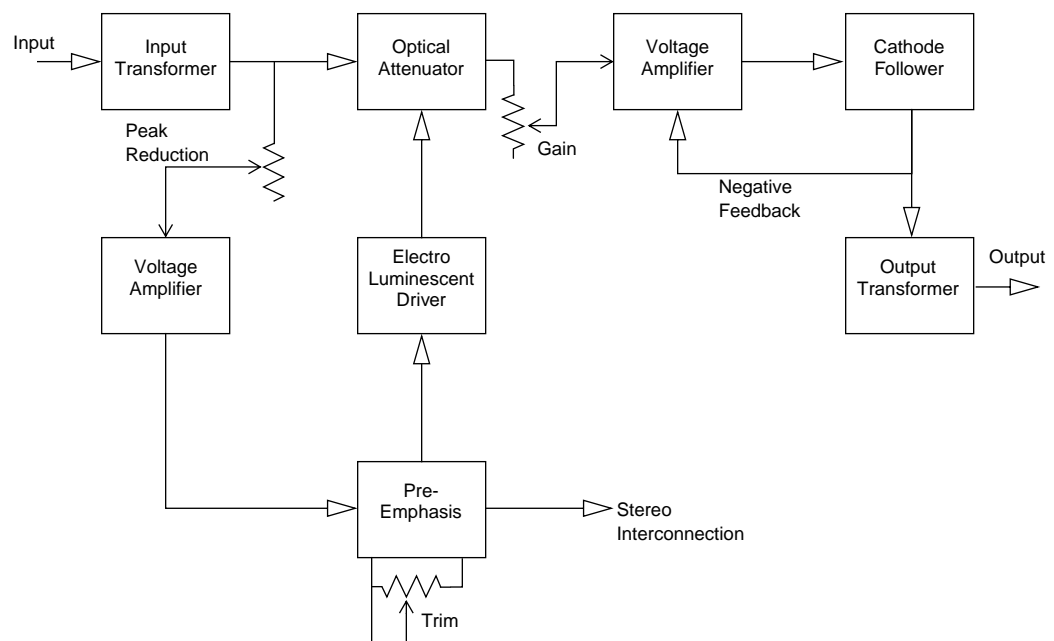 Input
Input
Transformer
Optical
Attenuator
Voltage
Amplifier
Cathode
Follower
Peak
Reduction
Gain
Negative
Feedback
Voltage
Amplifier
Electro
Luminescent
Driver
Output
Transformer
Output
Pre-
Emphasis
Stereo
Interconnection
Trim